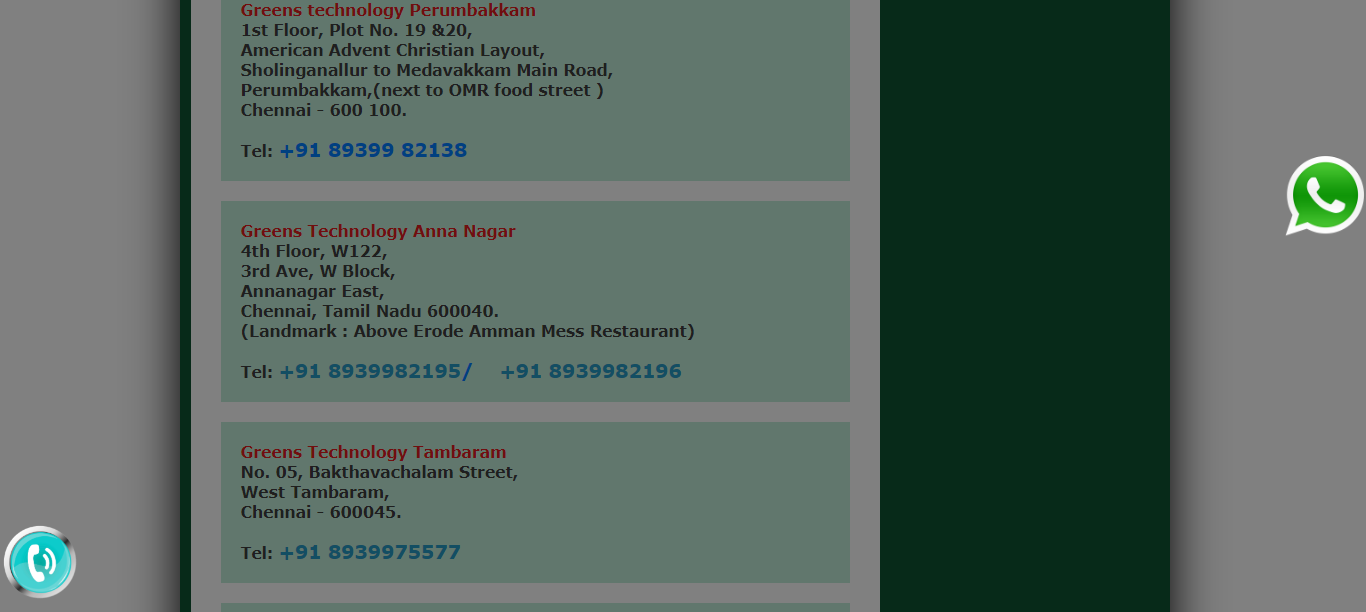 Greens technology Perumbakkam
1st Floor, Plot No. 19 &20,
American Advent Christian Layout,
Sholinganallur to Medavakkam Main Road,
Perumbakkam,(next to OMR food street )
Chennai - 600 100.
Tel: +91 89399 82138
Greens Technology Anna Nagar
4th Floor, W122,
3rd Ave, W Block,
Annanagar East,
Chennai, Tamil Nadu 600040.
(Landmark : Above Erode Amman Mess Restaurant)
Tel: +91 8939982195/ +91 8939982196
Greens Technology Tambaram
No. 05, Bakthavachalam Street,
West Tambaram,
Chennai - 600045.
Tel: +91 8939975577